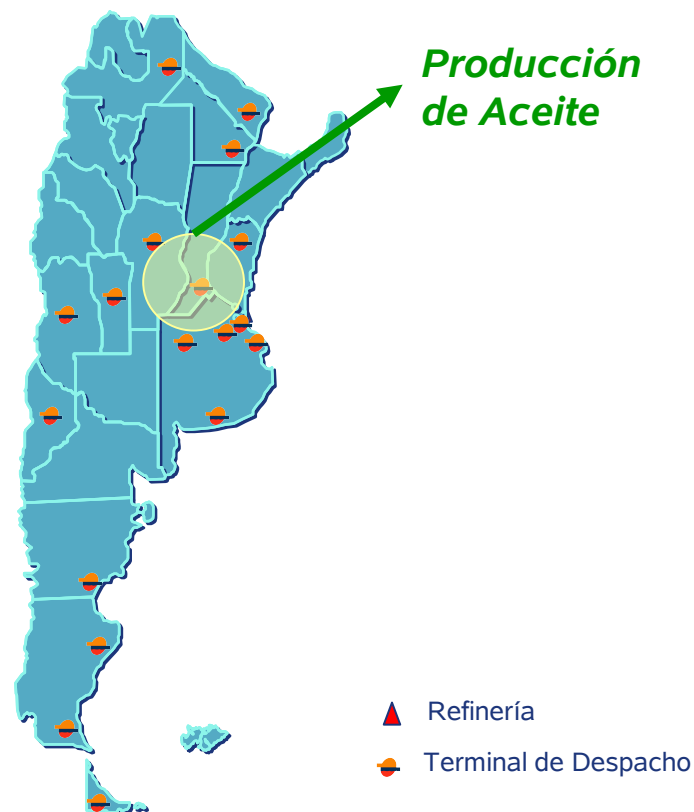 Producción
de Aceite
Refinería
Terminal de Despacho